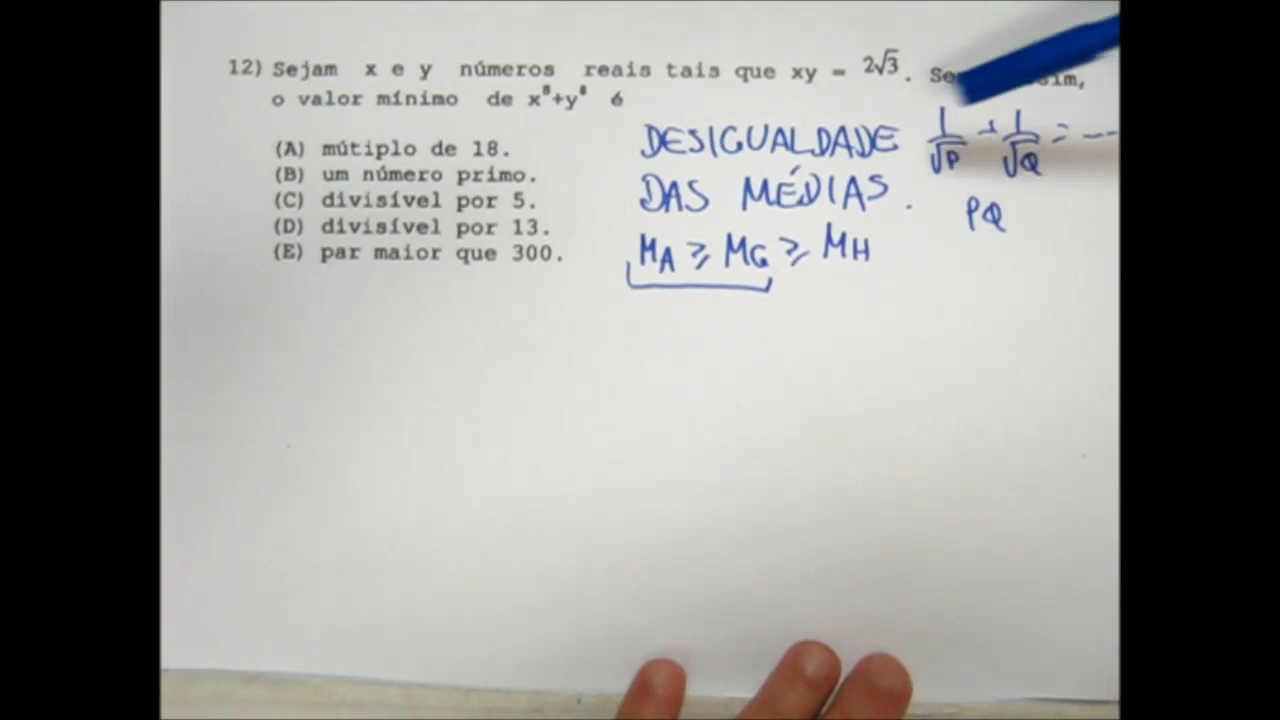 12) Sejam x e y números reais tais que xy = 2√3.
o valor mínimo de x⁸+y⁸ é
(A) mútiplo de 18.
(B) um número primo.
(C) divisível por 5.
(D) divisível por 13.
(E) par maior que 300.
DESIGUALDADE
DAS MÉDIAS.
MA ≥ MG ≥ MH
1/√P + 1/√Q = ---
PQ